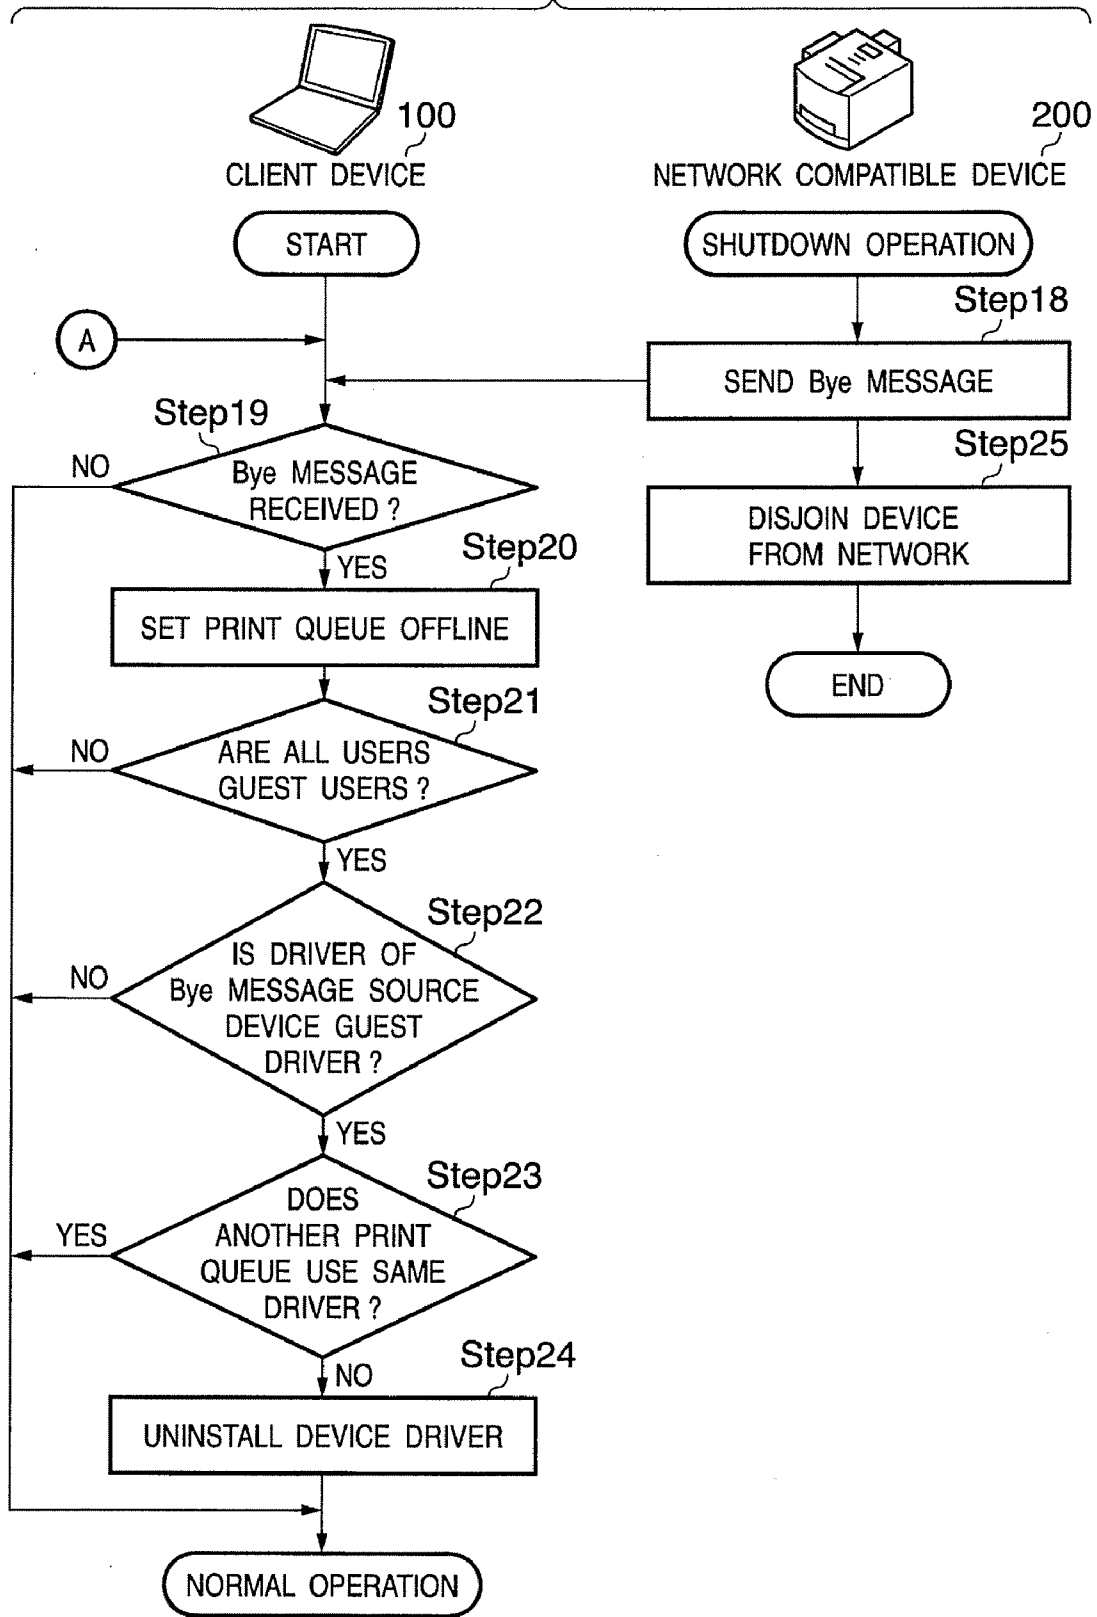 100
CLIENT DEVICE
200
NETWORK COMPATIBLE DEVICE
START
SHUTDOWN OPERATION
A
Step18
SEND Bye MESSAGE
Step19
NO
Bye MESSAGE
RECEIVED ?
YES
Step25
DISJOIN DEVICE
FROM NETWORK
END
Step20
SET PRINT QUEUE OFFLINE
Step21
NO
ARE ALL USERS
GUEST USERS ?
YES
Step22
NO
IS DRIVER OF
Bye MESSAGE SOURCE
DEVICE GUEST
DRIVER ?
YES
Step23
YES
DOES
ANOTHER PRINT
QUEUE USE SAME
DRIVER ?
NO
Step24
UNINSTALL DEVICE DRIVER
NORMAL OPERATION